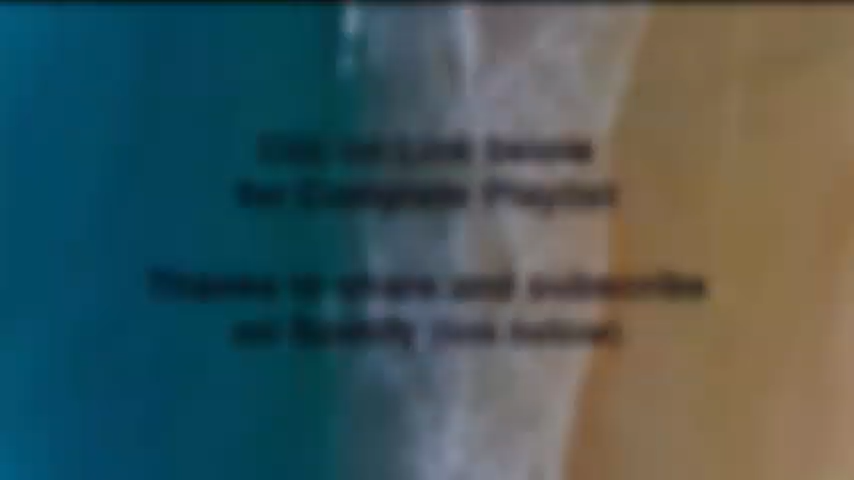 Click on Link below
for Complete Playlist
Thanks to share and subscribe
on Spotify (link below)